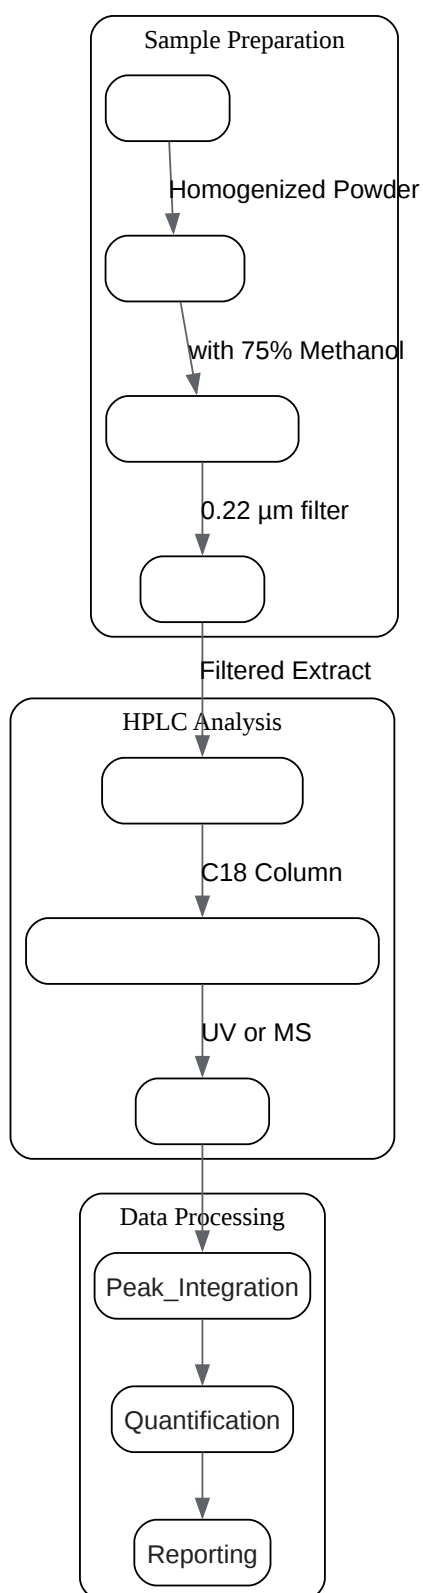 Sample Preparation
Homogenized Powder
with 75% Methanol
0.22 µm filter
Filtered Extract
HPLC Analysis
C18 Column
UV or MS
Data Processing
Peak_Integration
Quantification
Reporting